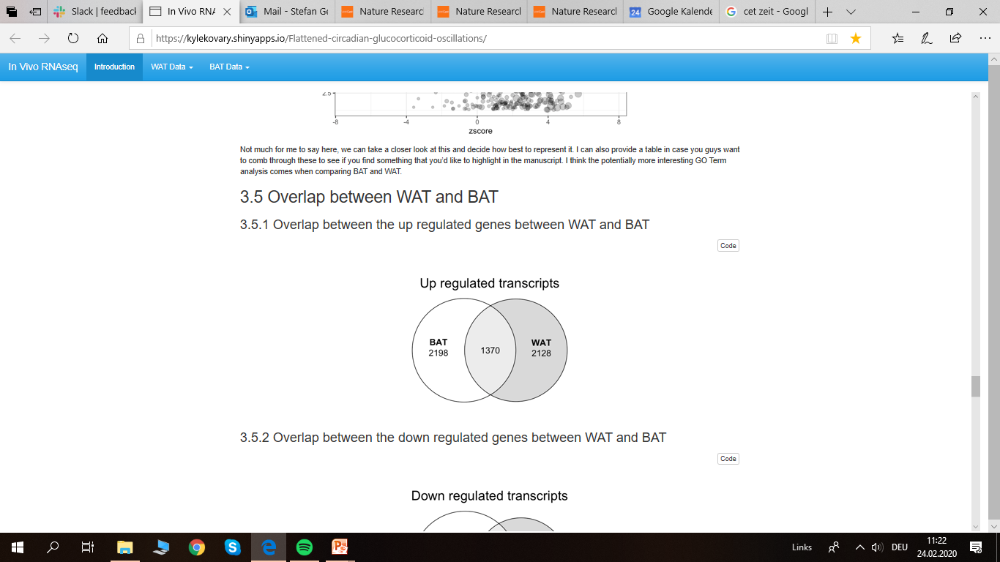 Slack | feedback
In Vivo RNA
Mail - Stefan Ge
Nature Research
Nature Research
Nature Research
24 Google Kalende
G cet zeit - Googl
https://kylekovary.shinyapps.io/Flattened-circadian-glucocorticoid-oscillations/
In Vivo RNAseq Introduction WAT Data BAT Data
2.5
-8 -4 0 4 8
zscore
Not much for me to say here, we can take a closer look at this and decide how best to represent it. I can also provide a table in case you guys want
to comb through these to see if you find something that you'd like to highlight in the manuscript. I think the potentially more interesting GO Term
analysis comes when comparing BAT and WAT.
3.5 Overlap between WAT and BAT
3.5.1 Overlap between the up regulated genes between WAT and BAT
Code
Up regulated transcripts
BAT WAT
2198 1370 2128
3.5.2 Overlap between the down regulated genes between WAT and BAT
Code
Down regulated transcripts
Links DEU 11:22
24.02.2020